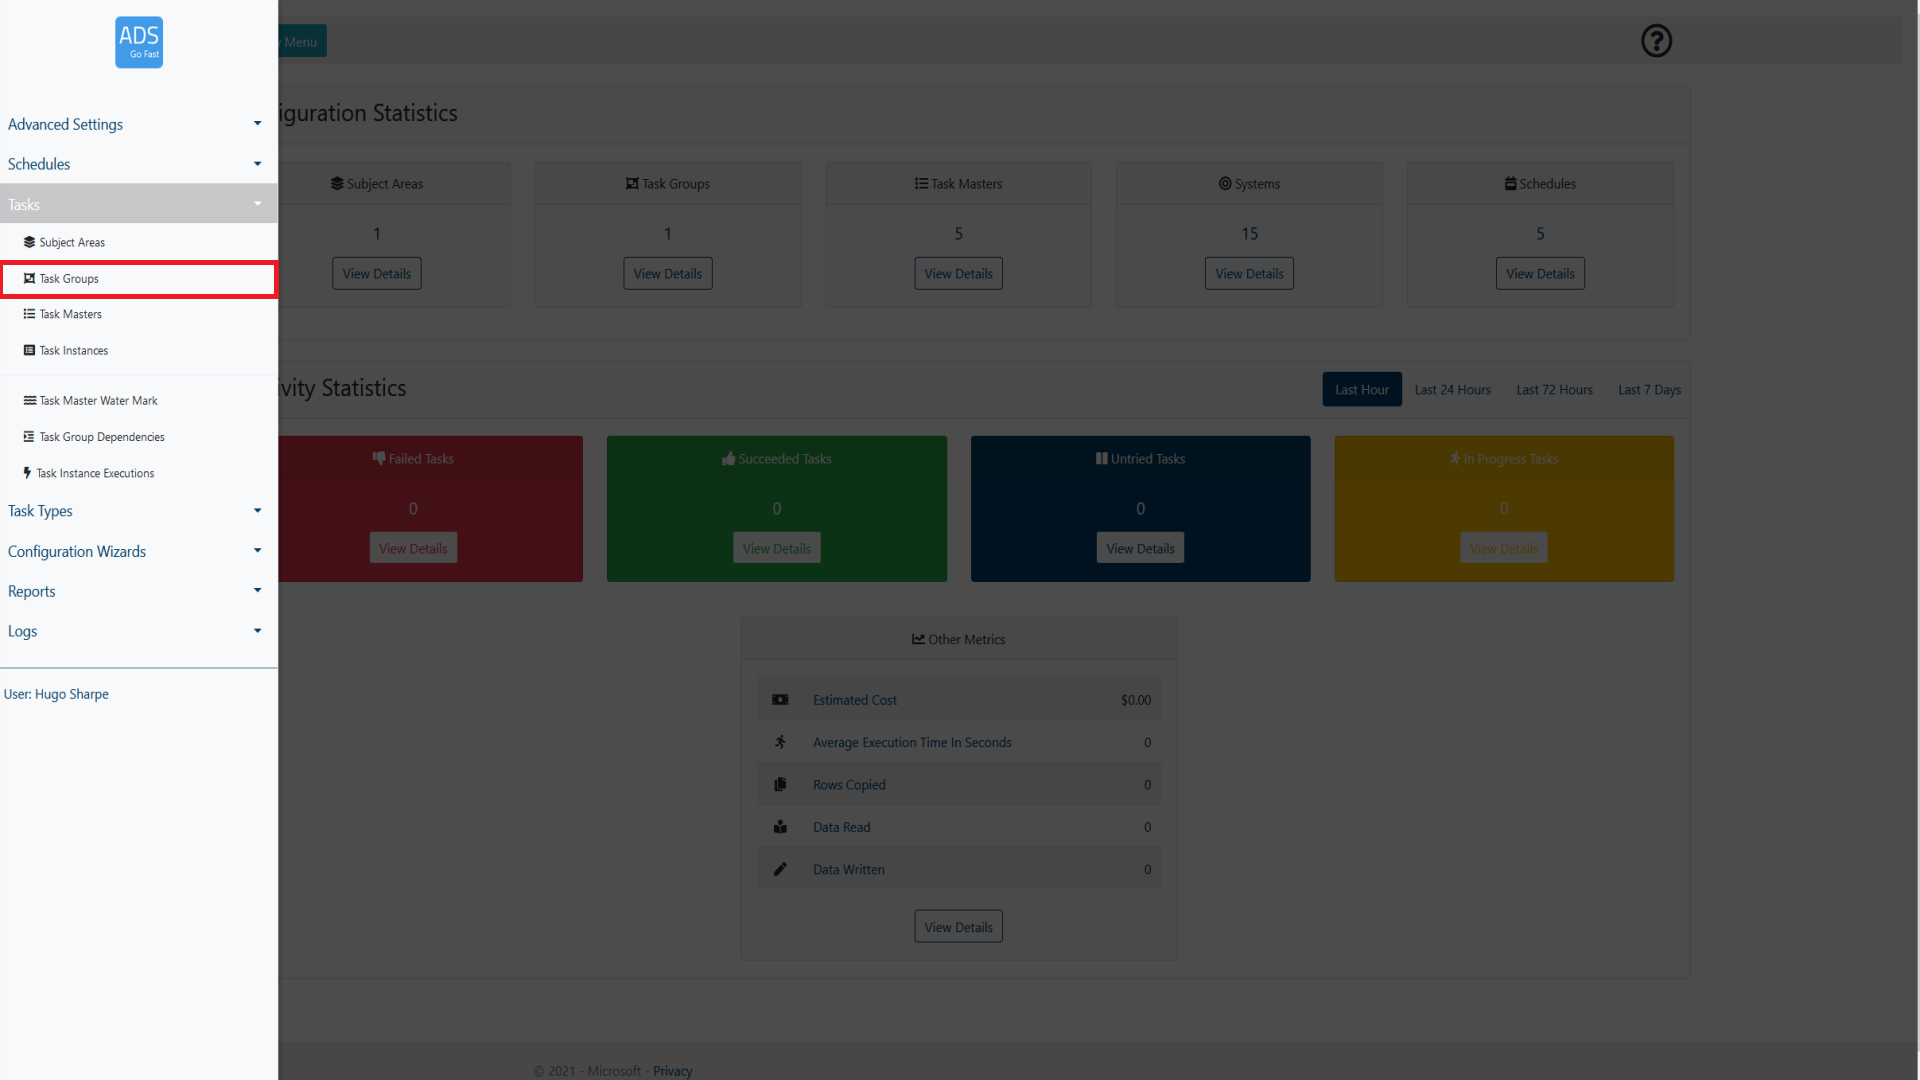 ADS
Go Fast
Menu
Advanced Settings
Schedules
Tasks
Subject Areas
Task Groups
Task Masters
Task Instances
Task Master Water Mark
Task Group Dependencies
Task Instance Executions
Task Types
Configuration Wizards
Reports
Logs
User: Hugo Sharpe
iguration Statistics
Subject Areas
1
View Details
Task Groups
1
View Details
Task Masters
5
View Details
Systems
15
View Details
Schedules
5
View Details
ivity Statistics
Last Hour Last 24 Hours Last 72 Hours Last 7 Days
Failed Tasks
0
View Details
Succeeded Tasks
0
View Details
Untried Tasks
0
View Details
In Progress Tasks
0
View Details
Other Metrics
Estimated Cost $0.00
Average Execution Time In Seconds 0
Rows Copied 0
Data Read 0
Data Written 0
View Details
© 2021 - Microsoft - Privacy